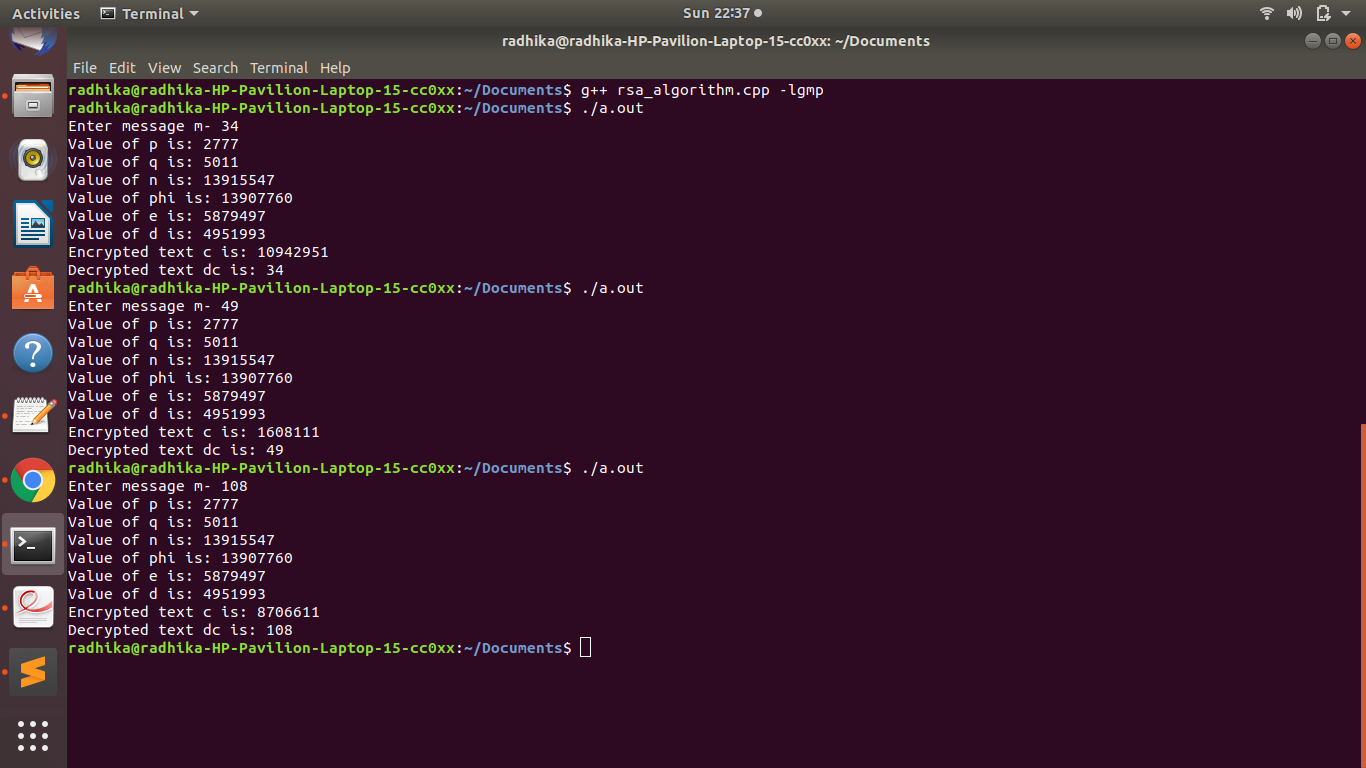 Activities Terminal Sun 22:37
radhika@radhika-HP-Pavilion-Laptop-15-cc0xx: ~/Documents
File Edit View Search Terminal Help
radhika@radhika-HP-Pavilion-Laptop-15-cc0xx:~/Documents$ g++ rsa_algorithm.cpp -lgmp
radhika@radhika-HP-Pavilion-Laptop-15-cc0xx:~/Documents$ ./a.out
Enter message m- 34
Value of p is: 2777
Value of q is: 5011
Value of n is: 13915547
Value of phi is: 13907760
Value of e is: 5879497
Value of d is: 4951993
Encrypted text c is: 10942951
Decrypted text dc is: 34
radhika@radhika-HP-Pavilion-Laptop-15-cc0xx:~/Documents$ ./a.out
Enter message m- 49
Value of p is: 2777
Value of q is: 5011
Value of n is: 13915547
Value of phi is: 13907760
Value of e is: 5879497
Value of d is: 4951993
Encrypted text c is: 1608111
Decrypted text dc is: 49
radhika@radhika-HP-Pavilion-Laptop-15-cc0xx:~/Documents$ ./a.out
Enter message m- 108
Value of p is: 2777
Value of q is: 5011
Value of n is: 13915547
Value of phi is: 13907760
Value of e is: 5879497
Value of d is: 4951993
Encrypted text c is: 8706611
Decrypted text dc is: 108
radhika@radhika-HP-Pavilion-Laptop-15-cc0xx:~/Documents$